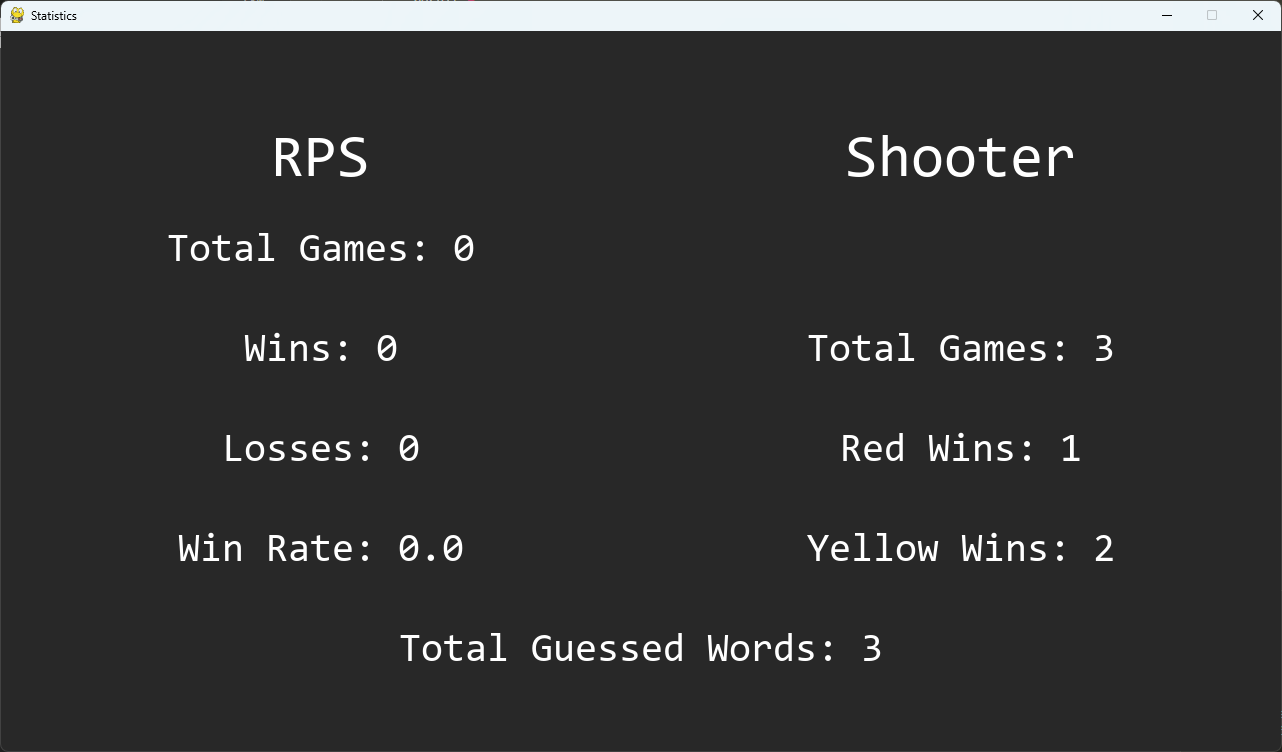 Statistics
RPS
Shooter
Total Games: 0
Wins: 0
Total Games: 3
Losses: 0
Red Wins: 1
Win Rate: 0.0
Yellow Wins: 2
Total Guessed Words: 3